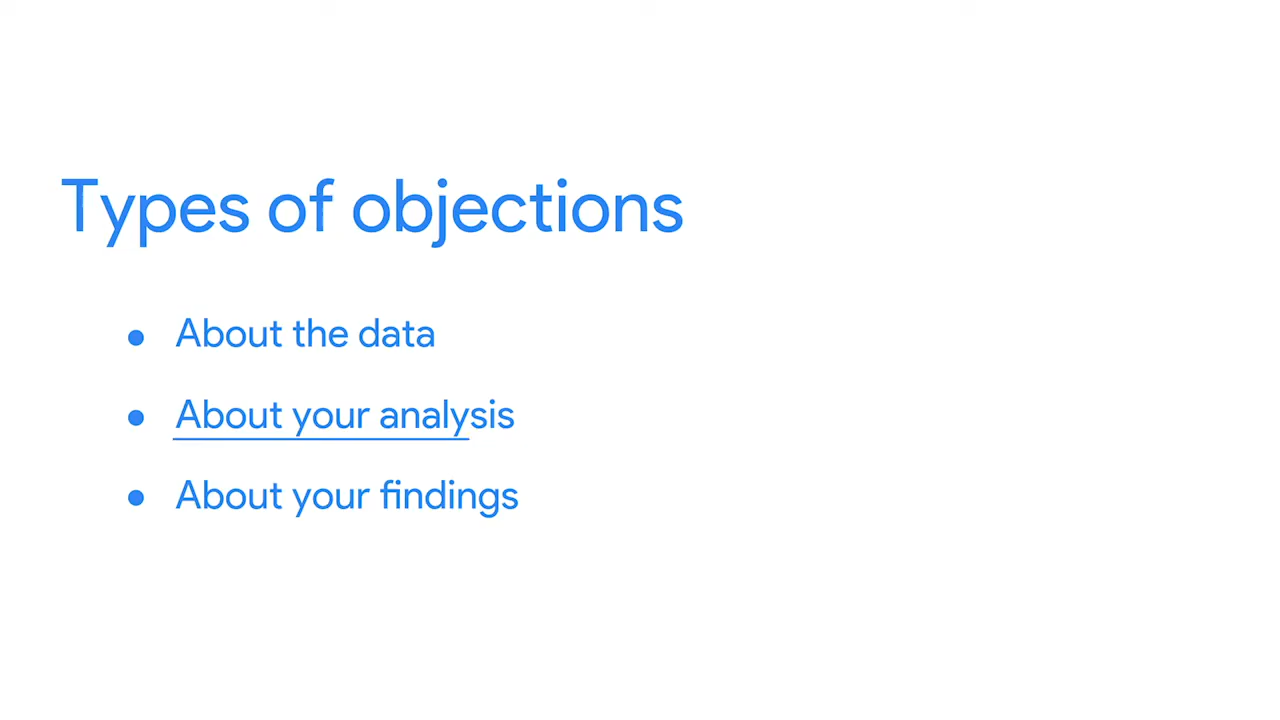 Types of objections
● About the data
● About your analysis
● About your findings